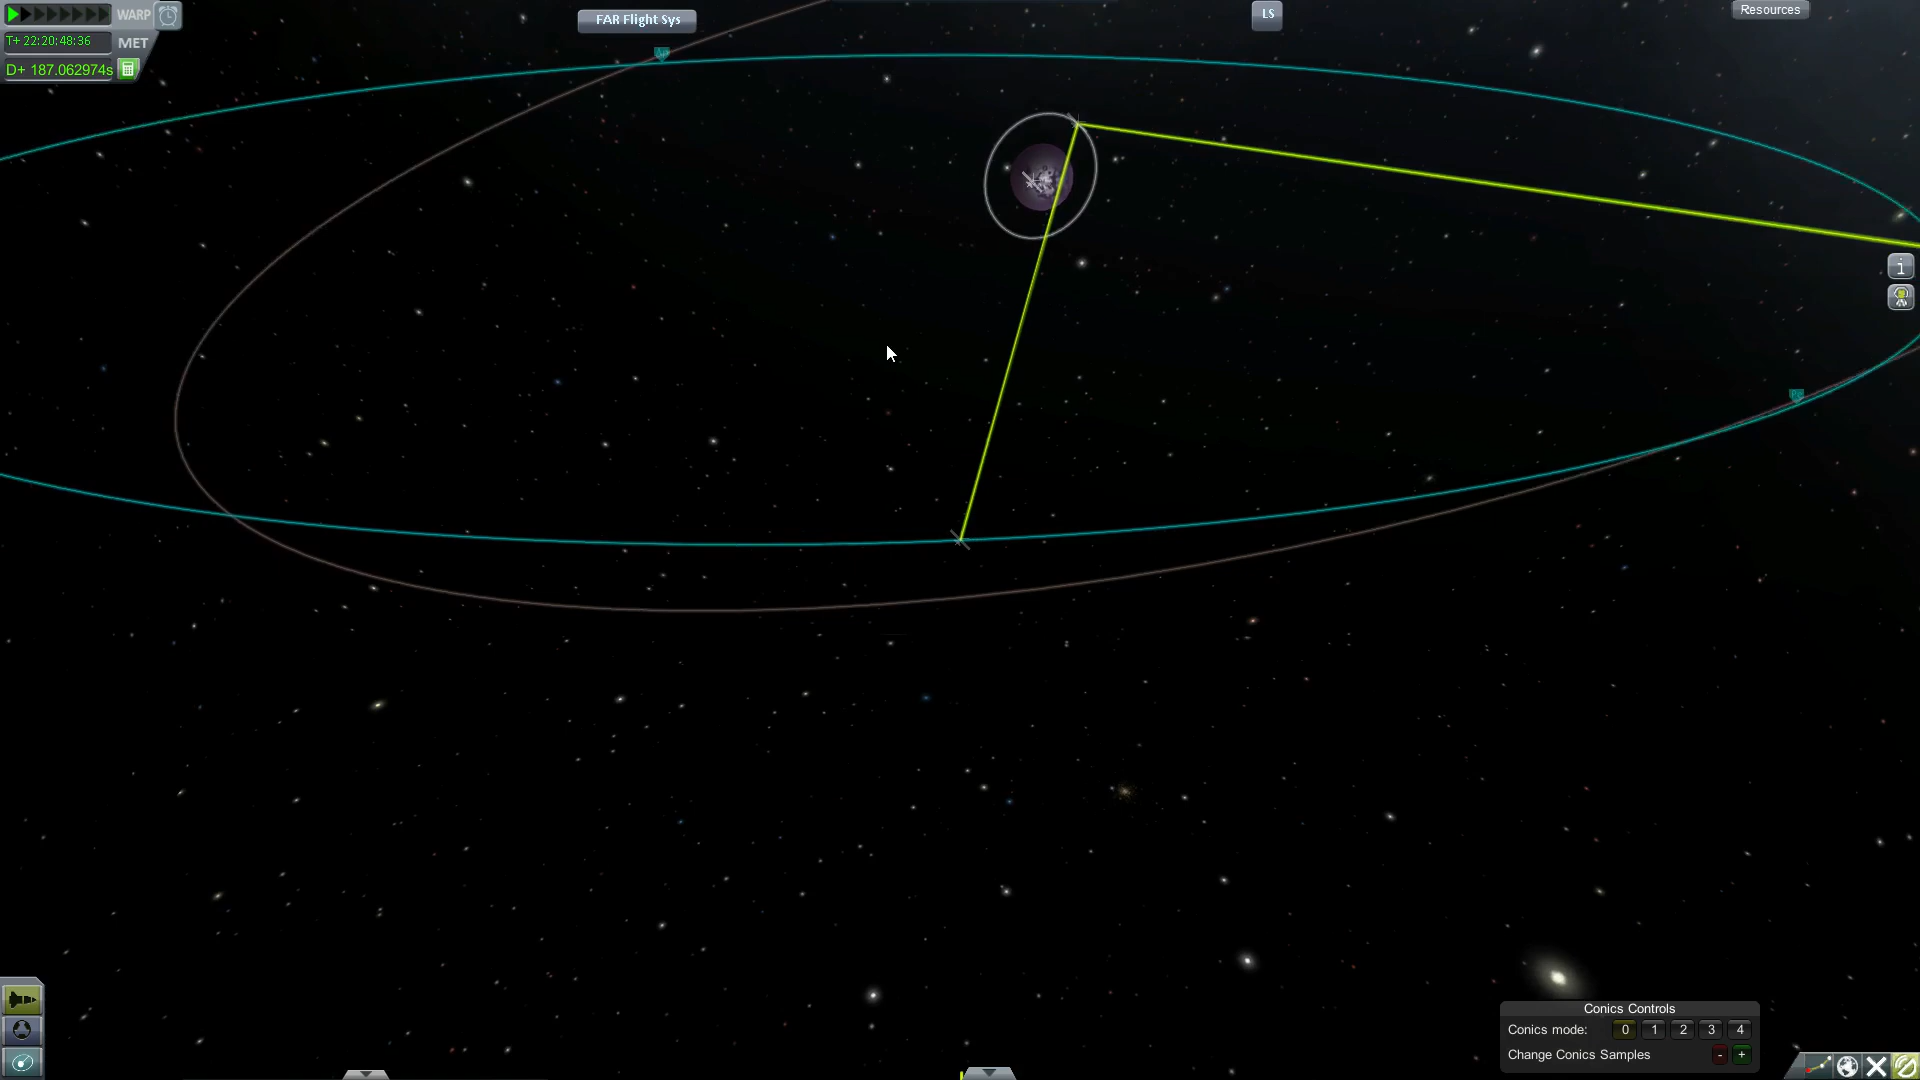 WARP
FAR Flight Sys
LS
Resources
T+ 22:20:48:36
MET
D+ 187.062974s
i
Conics Controls
Conics mode: 0 1 2 3 4
Change Conics Samples - +